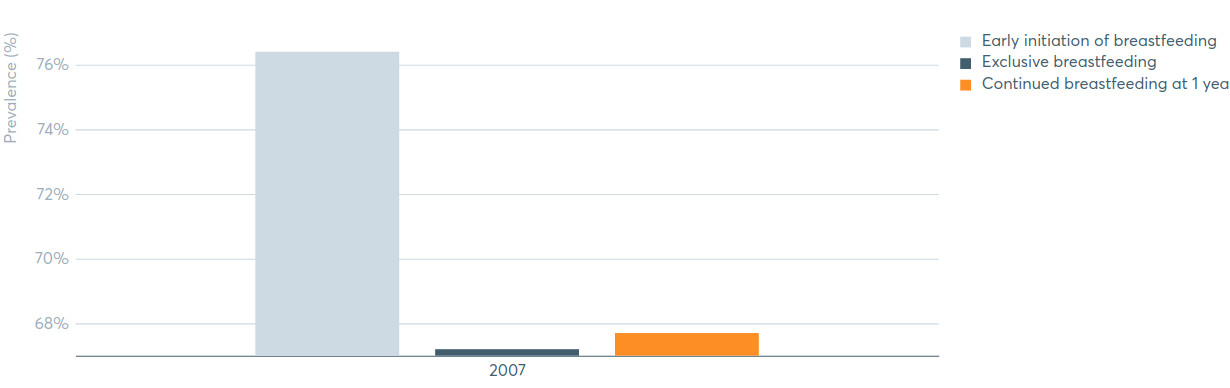 Prevalence (%)
76%
74%
72%
70%
68%
2007
Early initiation of breastfeeding
Exclusive breastfeeding
Continued breastfeeding at 1 yea